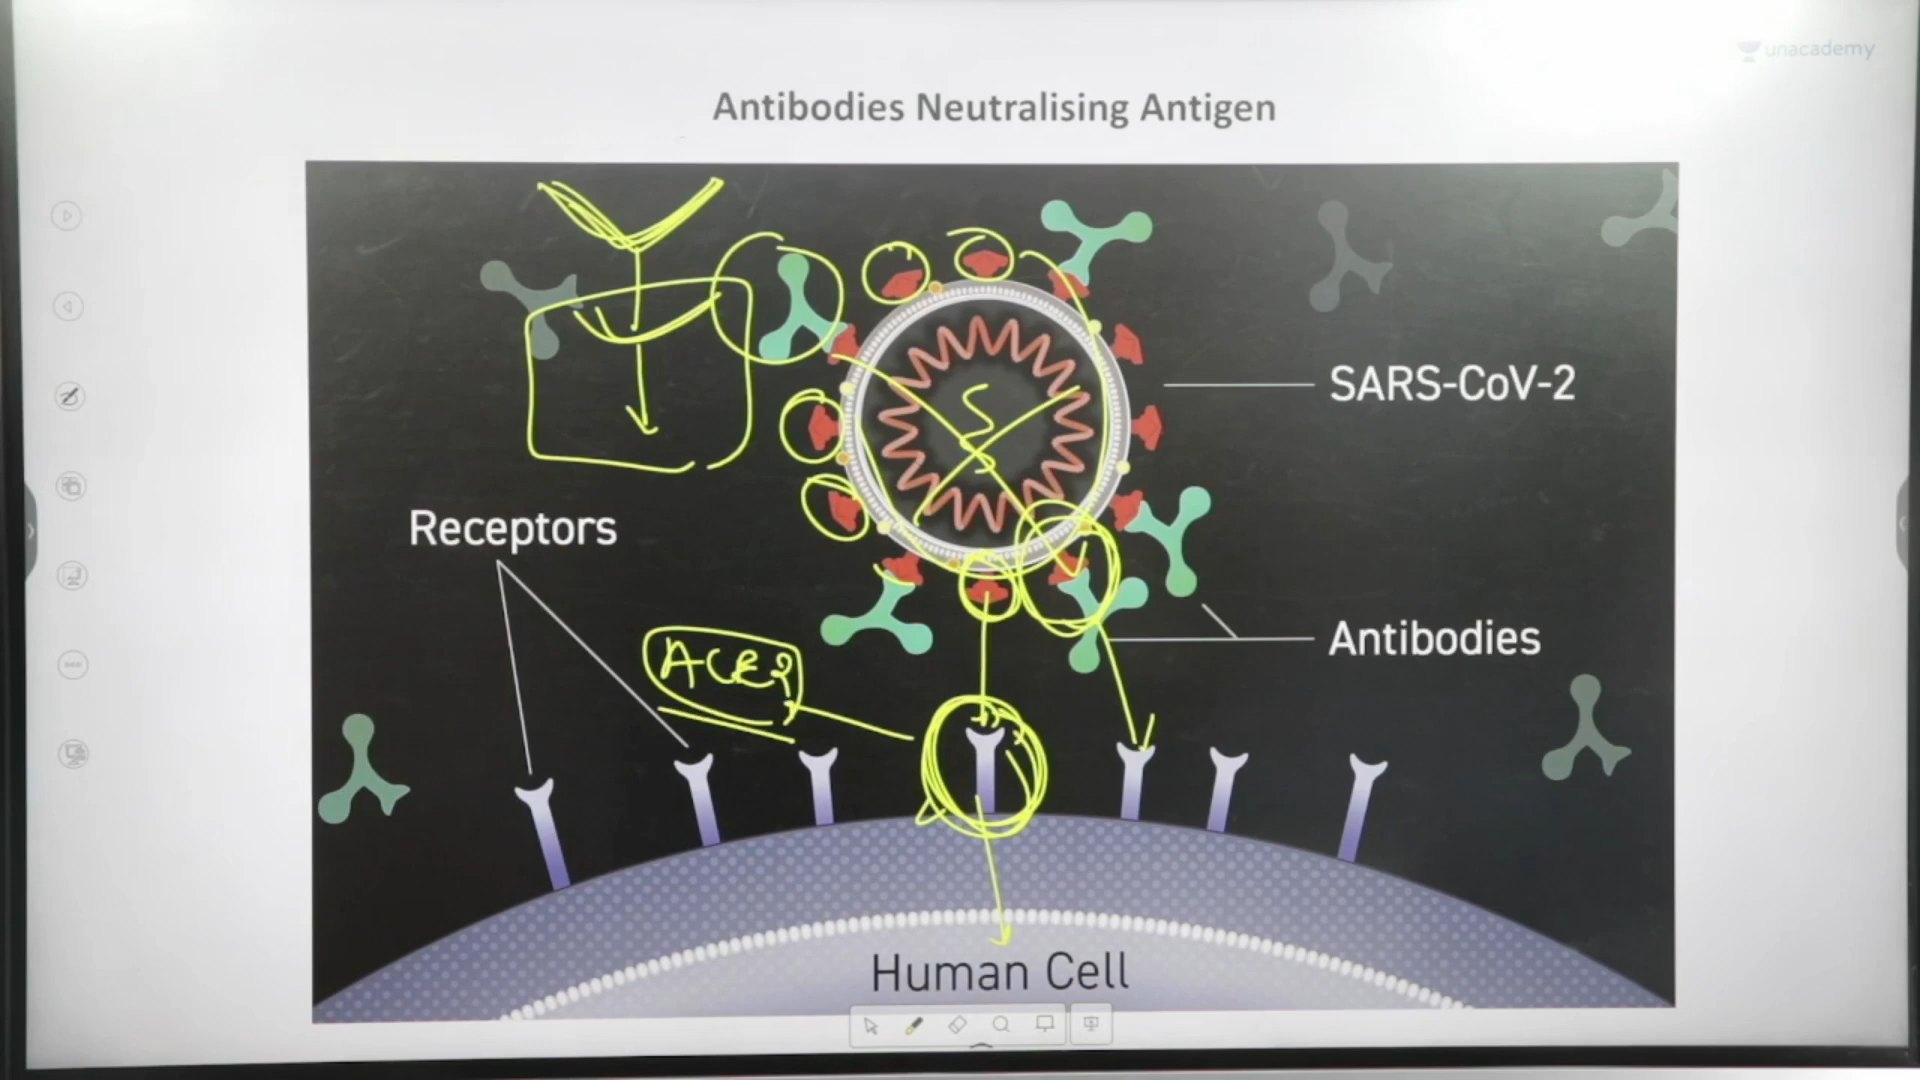 unacademy
Antibodies Neutralising Antigen
SARS-CoV-2
Receptors
Antibodies
ACE2
Human Cell